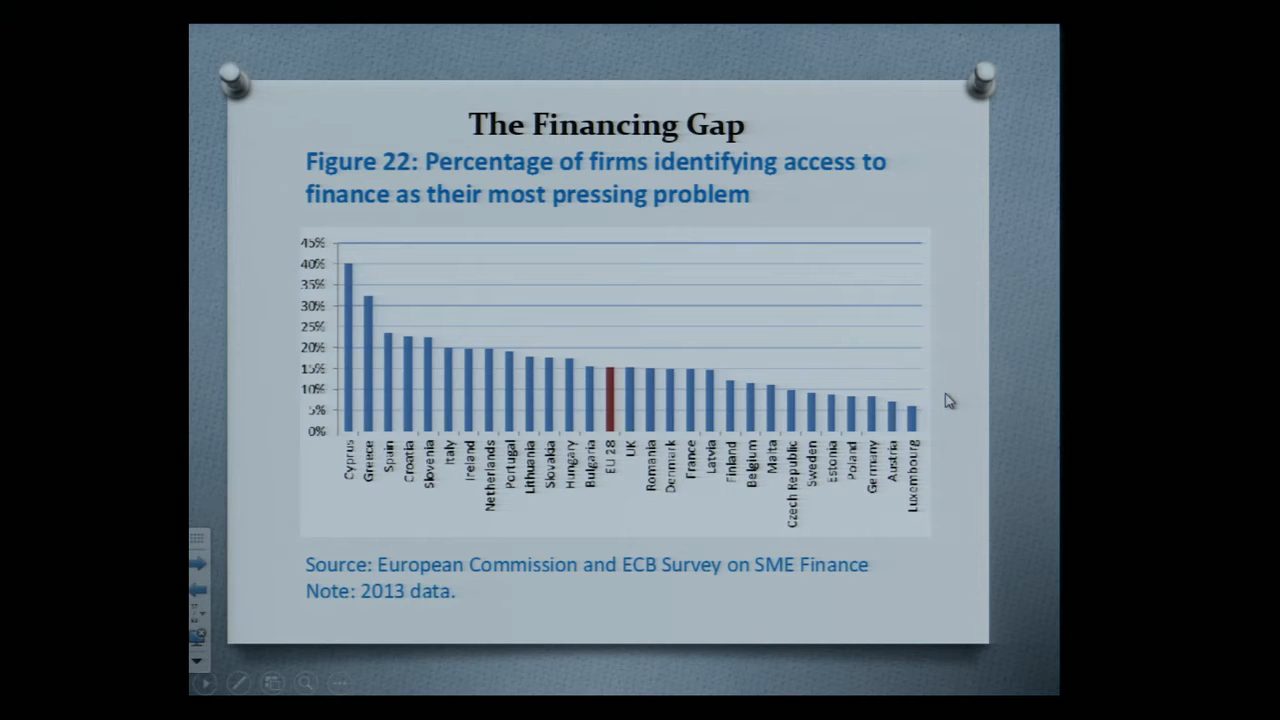 The Financing Gap
Figure 22: Percentage of firms identifying access to
finance as their most pressing problem
45%
40%
35%
30%
25%
20%
15%
10%
5%
0%
Cyprus
Greece
Spain
Croatia
Slovenia
Italy
Ireland
Netherlands
Portugal
Lithuania
Slovakia
Hungary
Bulgaria
EU 28
UK
Romania
Denmark
France
Latvia
Finland
Belgium
Malta
Czech Republic
Sweden
Estonia
Poland
Germany
Austria
Luxembourg
Source: European Commission and ECB Survey on SME Finance
Note: 2013 data.